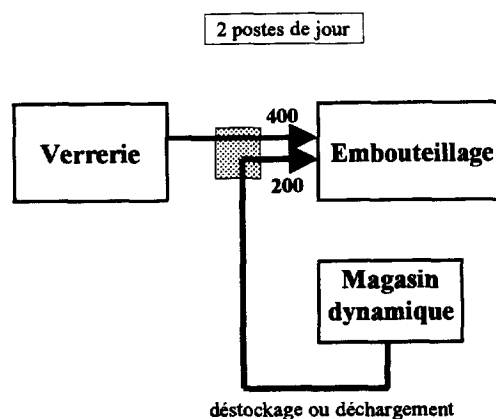 2 postes de jour
400
Verrerie
Embouteillage
200
Magasin
dynamique
déstockage ou déchargement